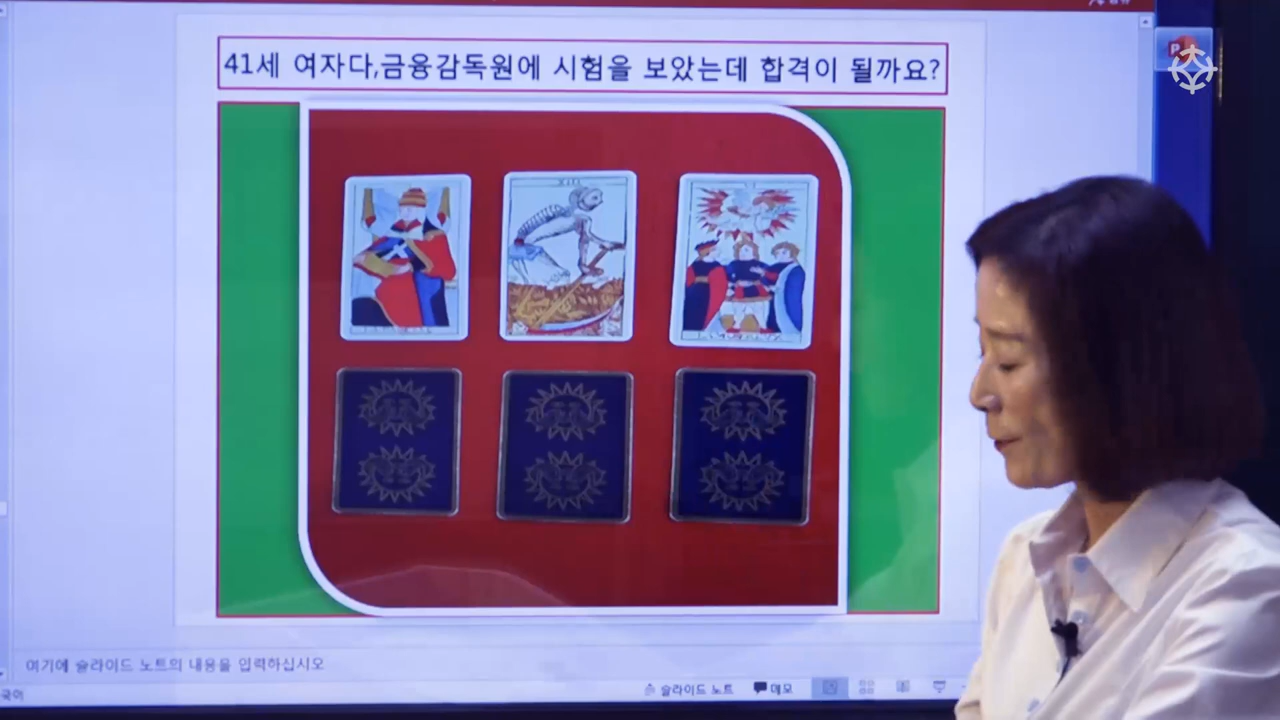 41세 여자다,금융감독원에 시험을 보았는데 합격이 될까요?
여기에 슬라이드 노트의 내용을 입력하십시오
국어
슬라이드 노트
메모